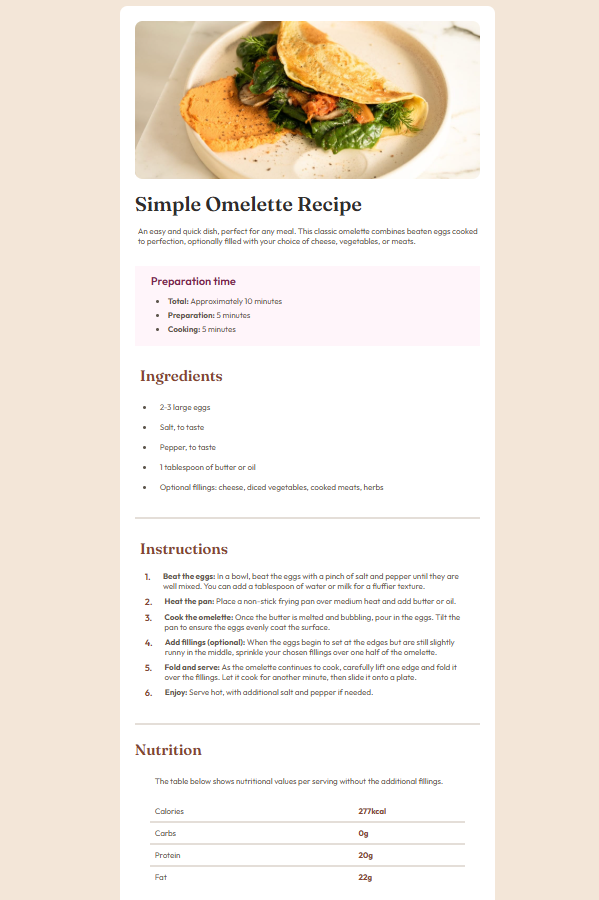 Simple Omelette Recipe
An easy and quick dish, perfect for any meal. This classic omelette combines beaten eggs cooked
to perfection, optionally filled with your choice of cheese, vegetables, or meats.
Preparation time
• Total: Approximately 10 minutes
• Preparation: 5 minutes
• Cooking: 5 minutes
Ingredients
• 2-3 large eggs
• Salt, to taste
• Pepper, to taste
• 1 tablespoon of butter or oil
• Optional fillings: cheese, diced vegetables, cooked meats, herbs
Instructions
1. Beat the eggs: In a bowl, beat the eggs with a pinch of salt and pepper until they are
well mixed. You can add a tablespoon of water or milk for a fluffier texture.
2. Heat the pan: Place a non-stick frying pan over medium heat and add butter or oil.
3. Cook the omelette: Once the butter is melted and bubbling, pour in the eggs. Tilt the
pan to ensure the eggs evenly coat the surface.
4. Add fillings (optional): When the eggs begin to set at the edges but are still slightly
runny in the middle, sprinkle your chosen fillings over one half of the omelette.
5. Fold and serve: As the omelette continues to cook, carefully lift one edge and fold it
over the fillings. Let it cook for another minute, then slide it onto a plate.
6. Enjoy: Serve hot, with additional salt and pepper if needed.
Nutrition
The table below shows nutritional values per serving without the additional fillings.
Calories 277kcal
Carbs 0g
Protein 20g
Fat 22g